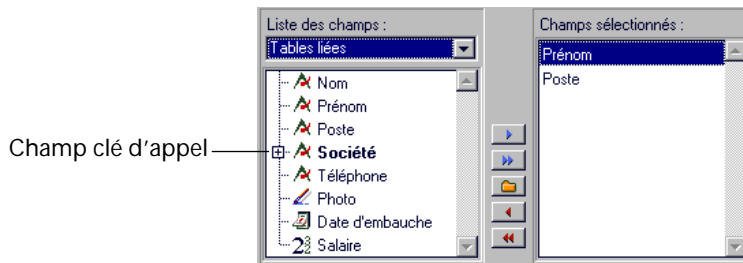 Liste des champs :
Tables liées
Nom
Prénom
Poste
Société
Téléphone
Photo
Date d'embauche
Salaire
Champ clé d'appel
Champs sélectionnés :
Prénom
Poste